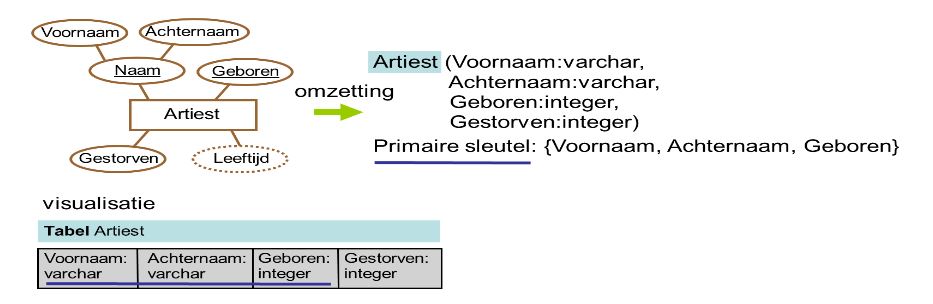 Voornaam
Achternaam
Naam
Geboren
Artiest
Gestorven
Leeftijd
omzetting
Artiest (Voornaam:varchar,
Achternaam:varchar,
Geboren:integer,
Gestorven:integer)
Primaire sleutel: {Voornaam, Achternaam, Geboren}
visualisatie
Tabel Artiest
Voornaam: Achternaam: Geboren: Gestorven:
varchar varchar integer integer